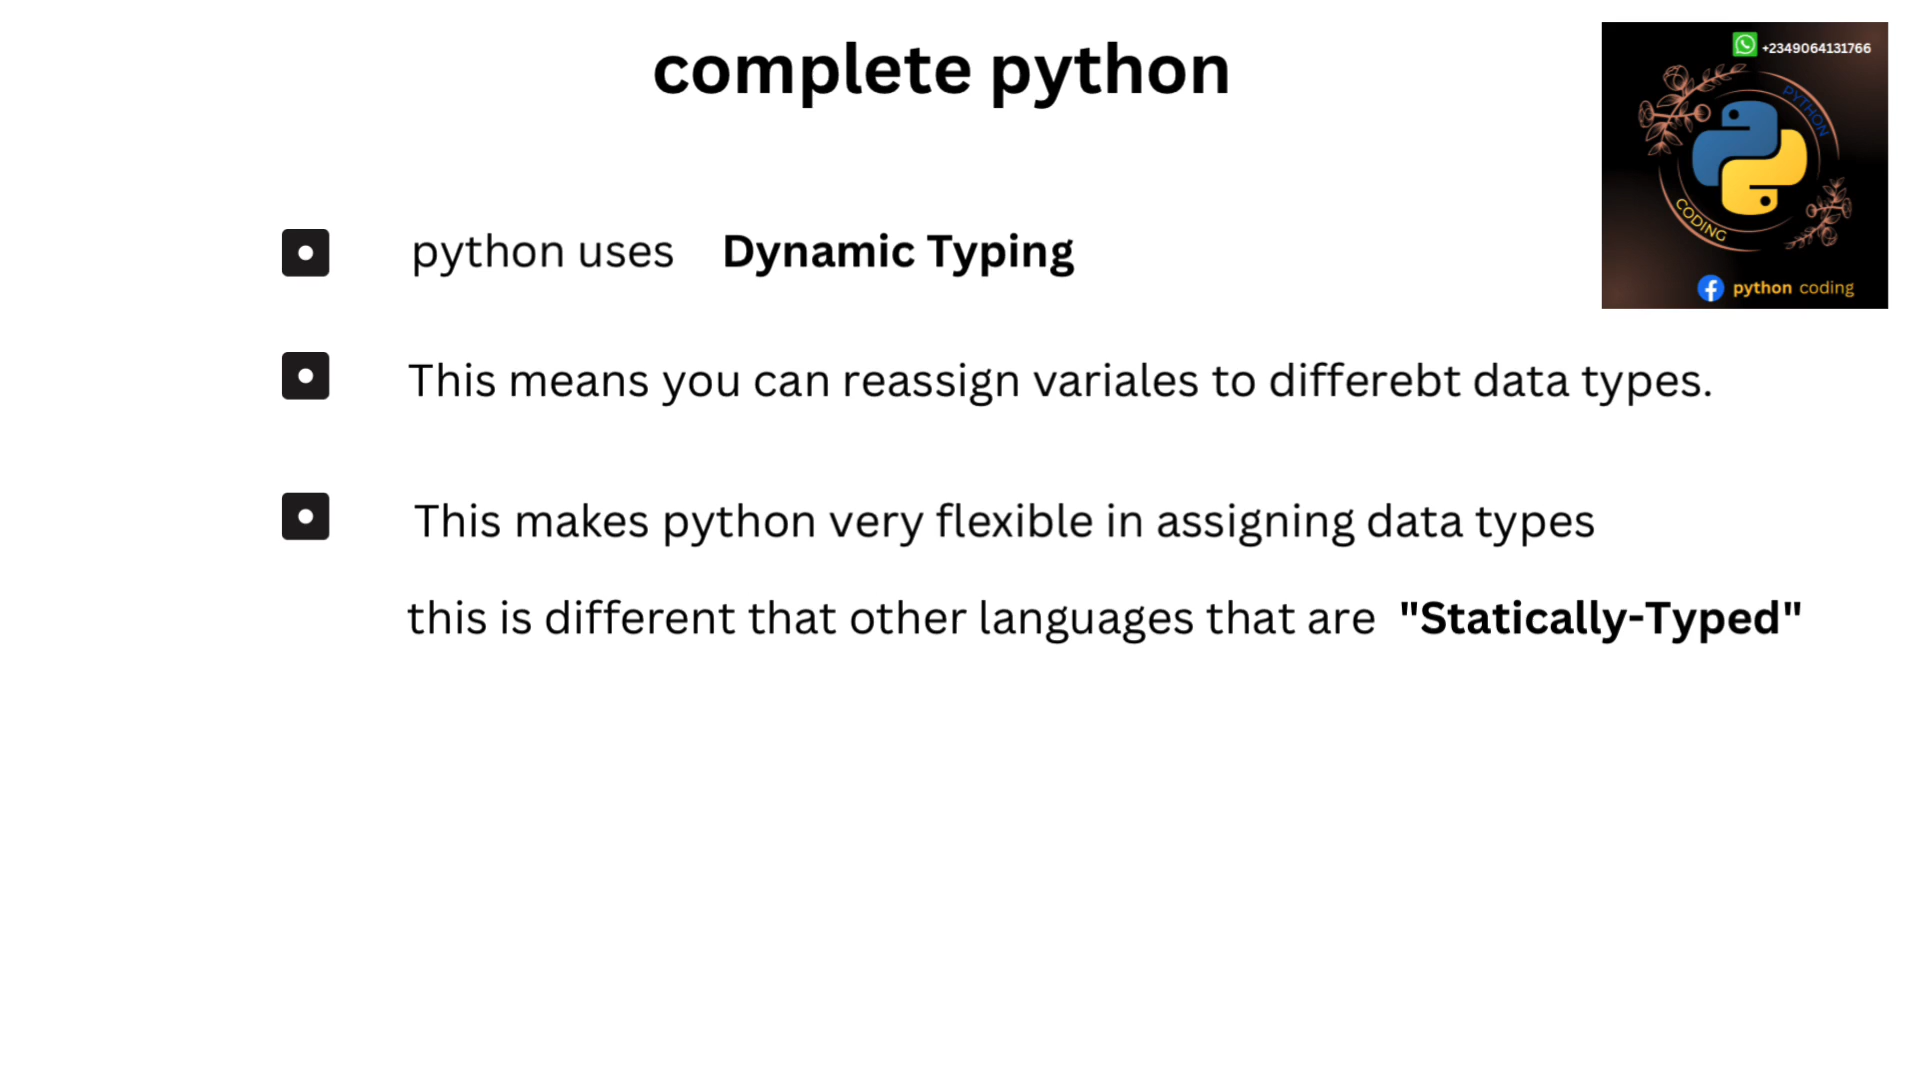 complete python
+2349064131766
PYTHON
CODING
python coding
python uses Dynamic Typing
This means you can reassign variales to differebt data types.
This makes python very flexible in assigning data types
this is different that other languages that are "Statically-Typed"